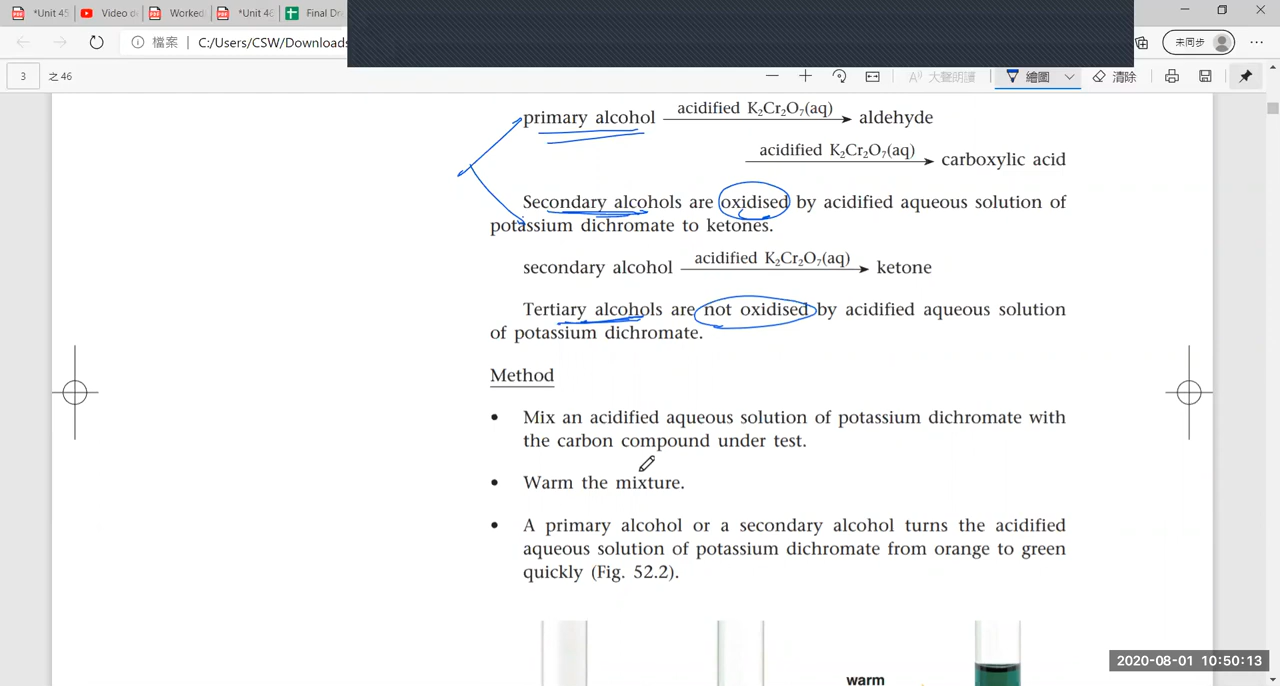 *Unit 45
Video d
Worked
*Unit 46
Final Dr
檔案
C:/Users/CSW/Downloads
未同步
3
之 46
大聲朗讀
繪圖
清除
primary alcohol acidified K₂Cr₂O₇(aq) aldehyde
acidified K₂Cr₂O₇(aq) carboxylic acid
Secondary alcohols are oxidised by acidified aqueous solution of
potassium dichromate to ketones.
secondary alcohol acidified K₂Cr₂O₇(aq) ketone
Tertiary alcohols are not oxidised by acidified aqueous solution
of potassium dichromate.
Method
• Mix an acidified aqueous solution of potassium dichromate with
the carbon compound under test.
• Warm the mixture.
• A primary alcohol or a secondary alcohol turns the acidified
aqueous solution of potassium dichromate from orange to green
quickly (Fig. 52.2).
warm
2020-08-01 10:50:13